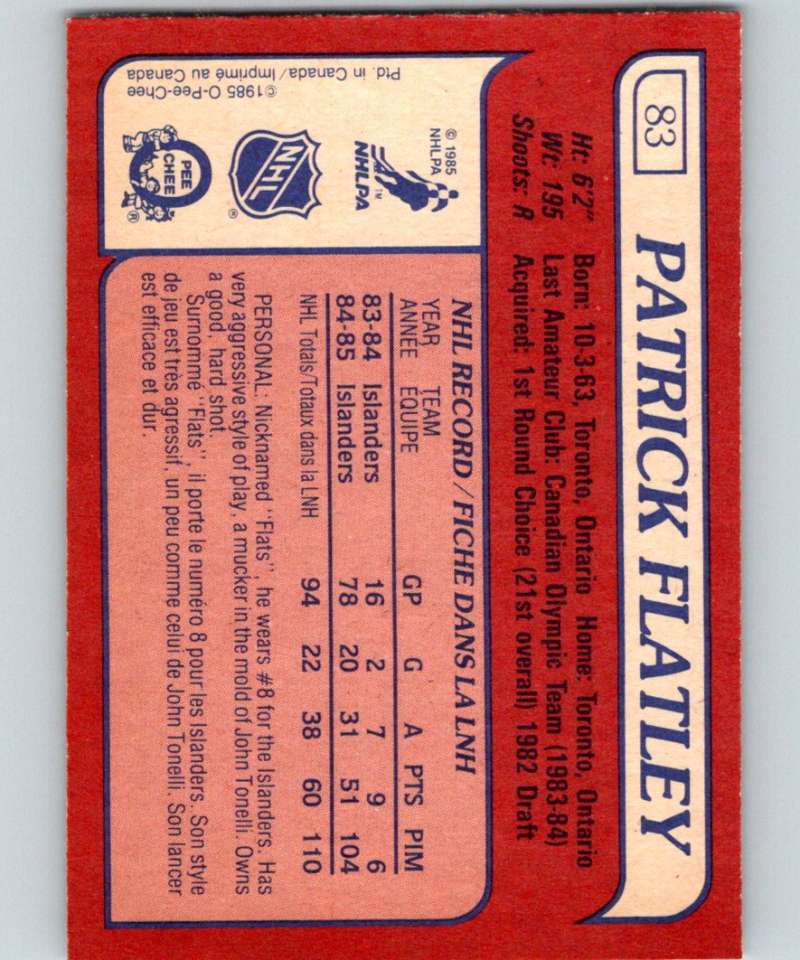 83
PATRICK FLATLEY
Ht: 6'2" Born: 10-3-63, Toronto, Ontario Home: Toronto, Ontario
Wt: 195 Last Amateur Club: Canadian Olympic Team (1983-84)
Shoots: R Acquired: 1st Round Choice (21st overall) 1982 Draft
© 1985
NHLPA
NHLPA
TM
NHL
®
PEE
CHEE
®
©1985 O-Pee-Chee
Ptd. in Canada/Imprimé au Canada
NHL RECORD/FICHE DANS LA LNH
YEAR TEAM
ANNÉE ÉQUIPE GP G A PTS PIM
83-84 Islanders 16 2 7 9 6
84-85 Islanders 78 20 31 51 104
NHL Totals/Totaux dans la LNH 94 22 38 60 110
PERSONAL: Nicknamed "Flats", he wears #8 for the Islanders. Has
very aggressive style of play, a mucker in the mold of John Tonelli. Owns
a good, hard shot.
Surnommé "Flats", il porte le numéro 8 pour les Islanders. Son style
de jeu est très agressif, un peu comme celui de John Tonelli. Son lancer
est efficace et dur.